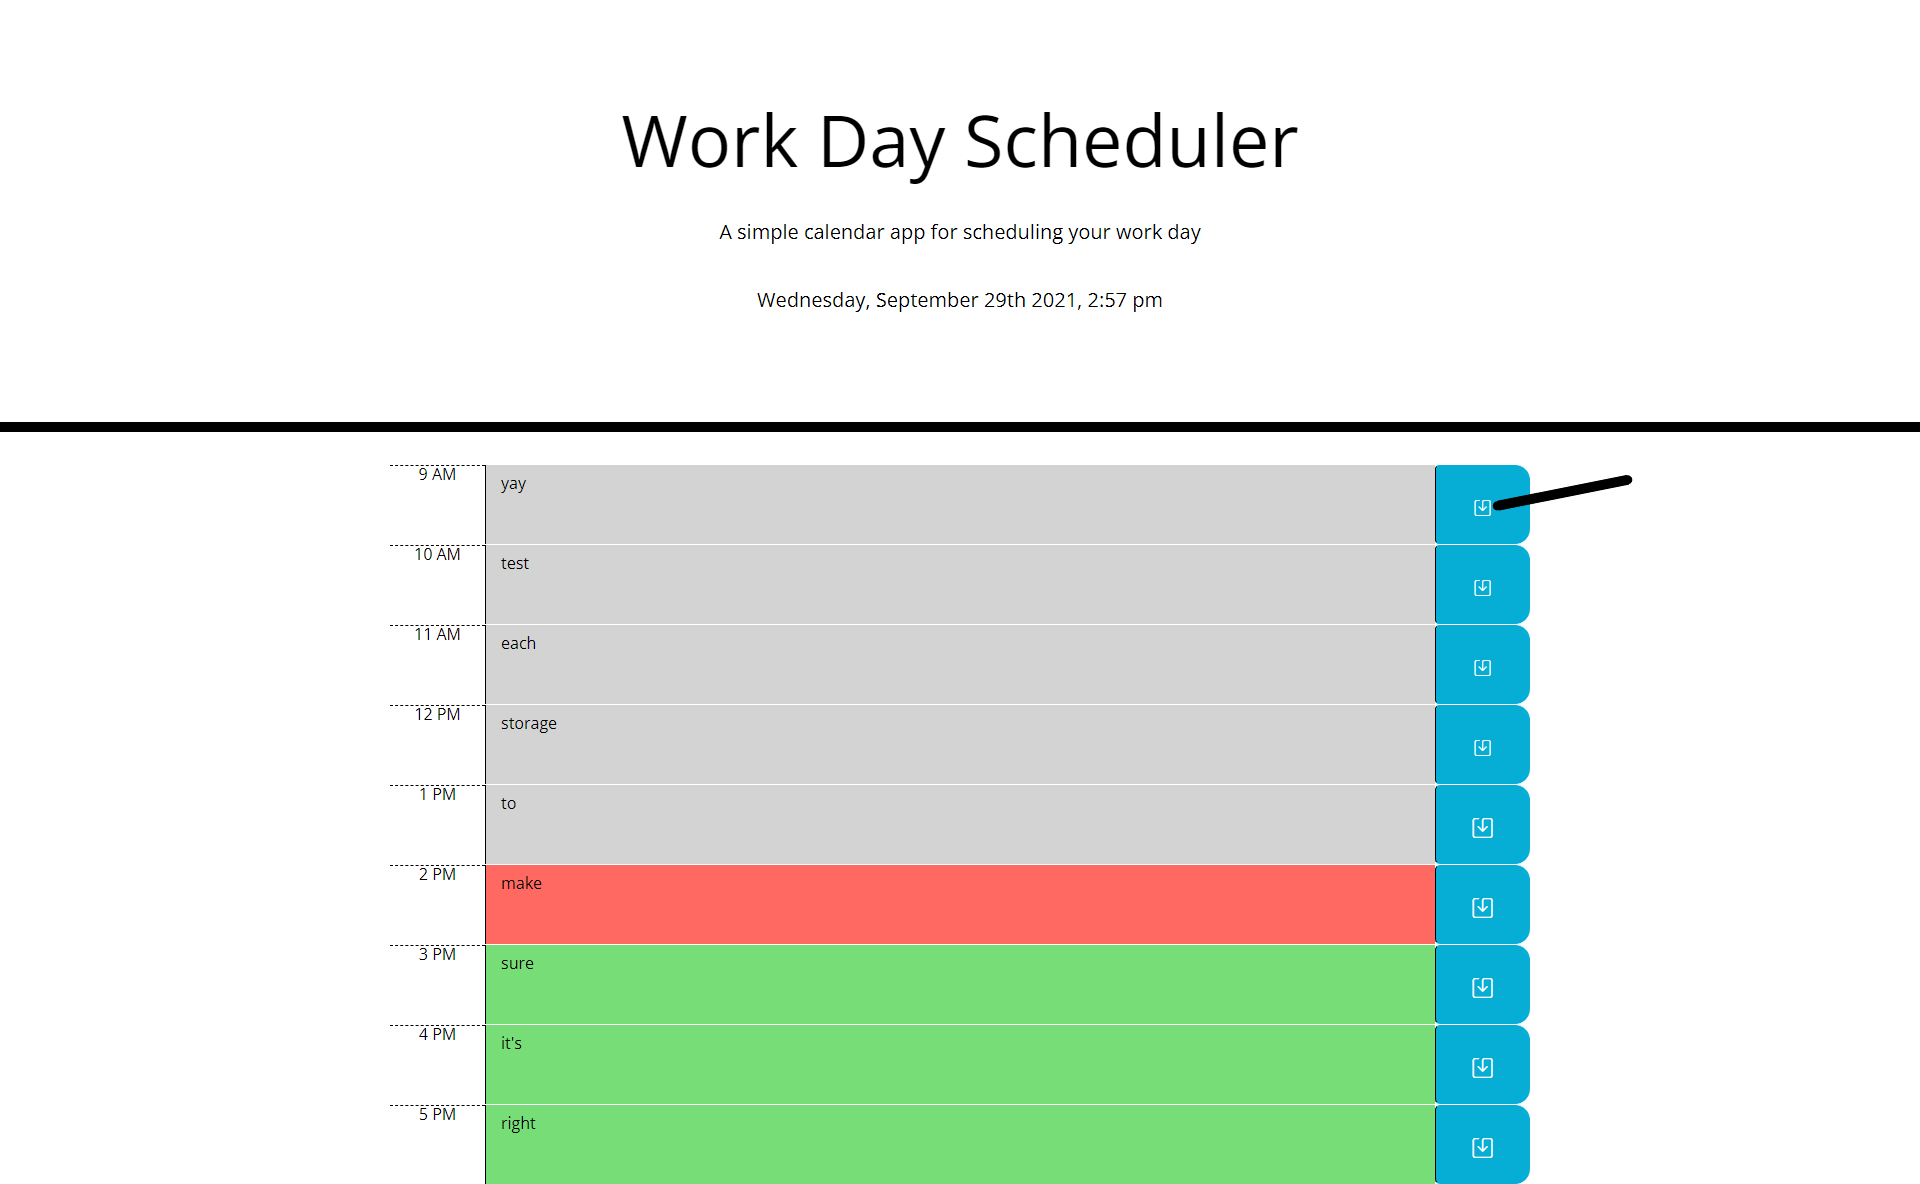 Work Day Scheduler
A simple calendar app for scheduling your work day
Wednesday, September 29th 2021, 2:57 pm
9 AM yay
10 AM test
11 AM each
12 PM storage
1 PM to
2 PM make
3 PM sure
4 PM it's
5 PM right